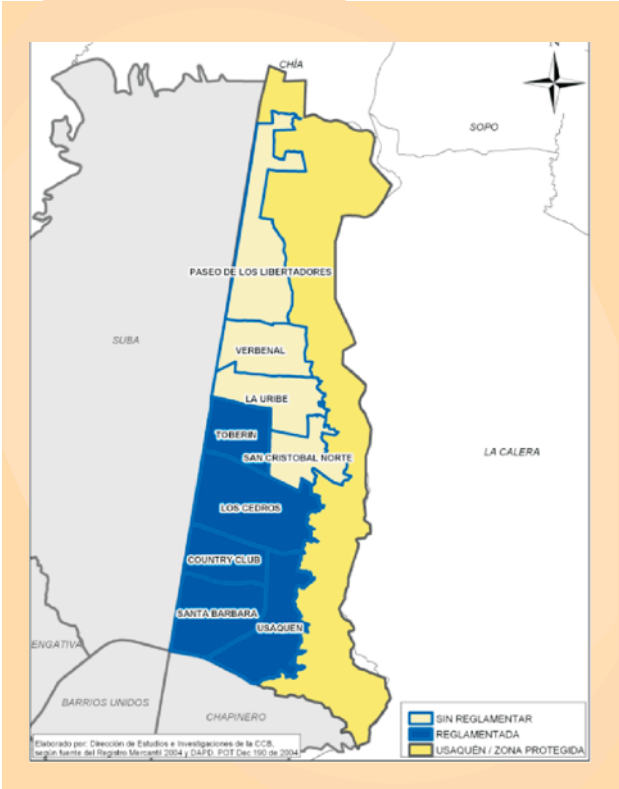 CHÍA
SOPO
PASEO DE LOS LIBERTADORES
SUBA
VERBENAL
LA URIBE
TOBERIN
SAN CRISTOBAL NORTE
LA CALERA
LOS CEDROS
COUNTRY CLUB
SANTA BARBARA
USAQUÉN
ENGATIVA
BARRIOS UNIDOS
CHAPINERO
SIN REGLAMENTAR
REGLAMENTADA
USAQUÉN / ZONA PROTEGIDA
Elaborado por: Dirección de Estudios e Investigaciones de la CCB,
según fuente del Registro Mercantil 2004 y DAPD. POT Dec 190 de 2004